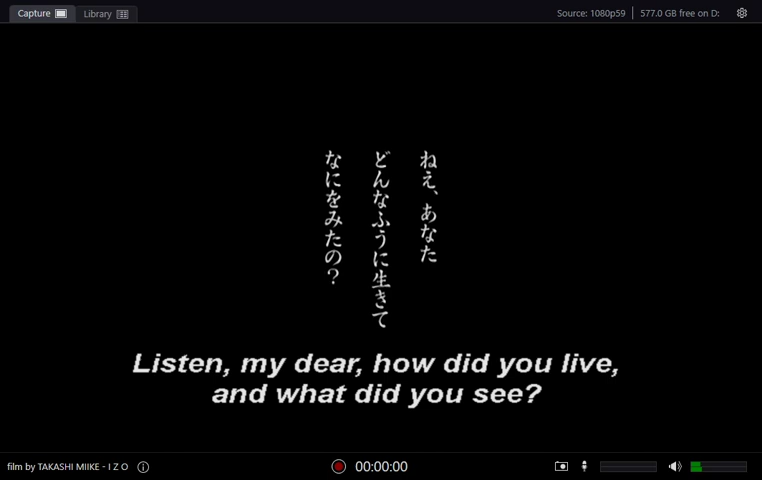 Capture
Library
Source: 1080p59
577.0 GB free on D:
ねえ、あなた
どんなふうに生きて
なにをみたの？
Listen, my dear, how did you live,
and what did you see?
film by TAKASHI MIIKE - I Z O
00:00:00